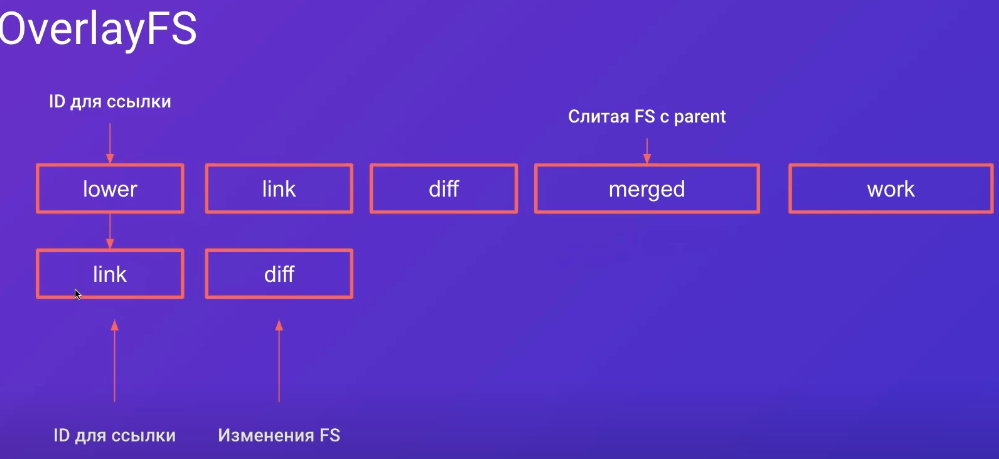 OverlayFS
ID для ссылки
Слитая FS с parent
lower
link
diff
merged
work
link
diff
ID для ссылки
Изменения FS